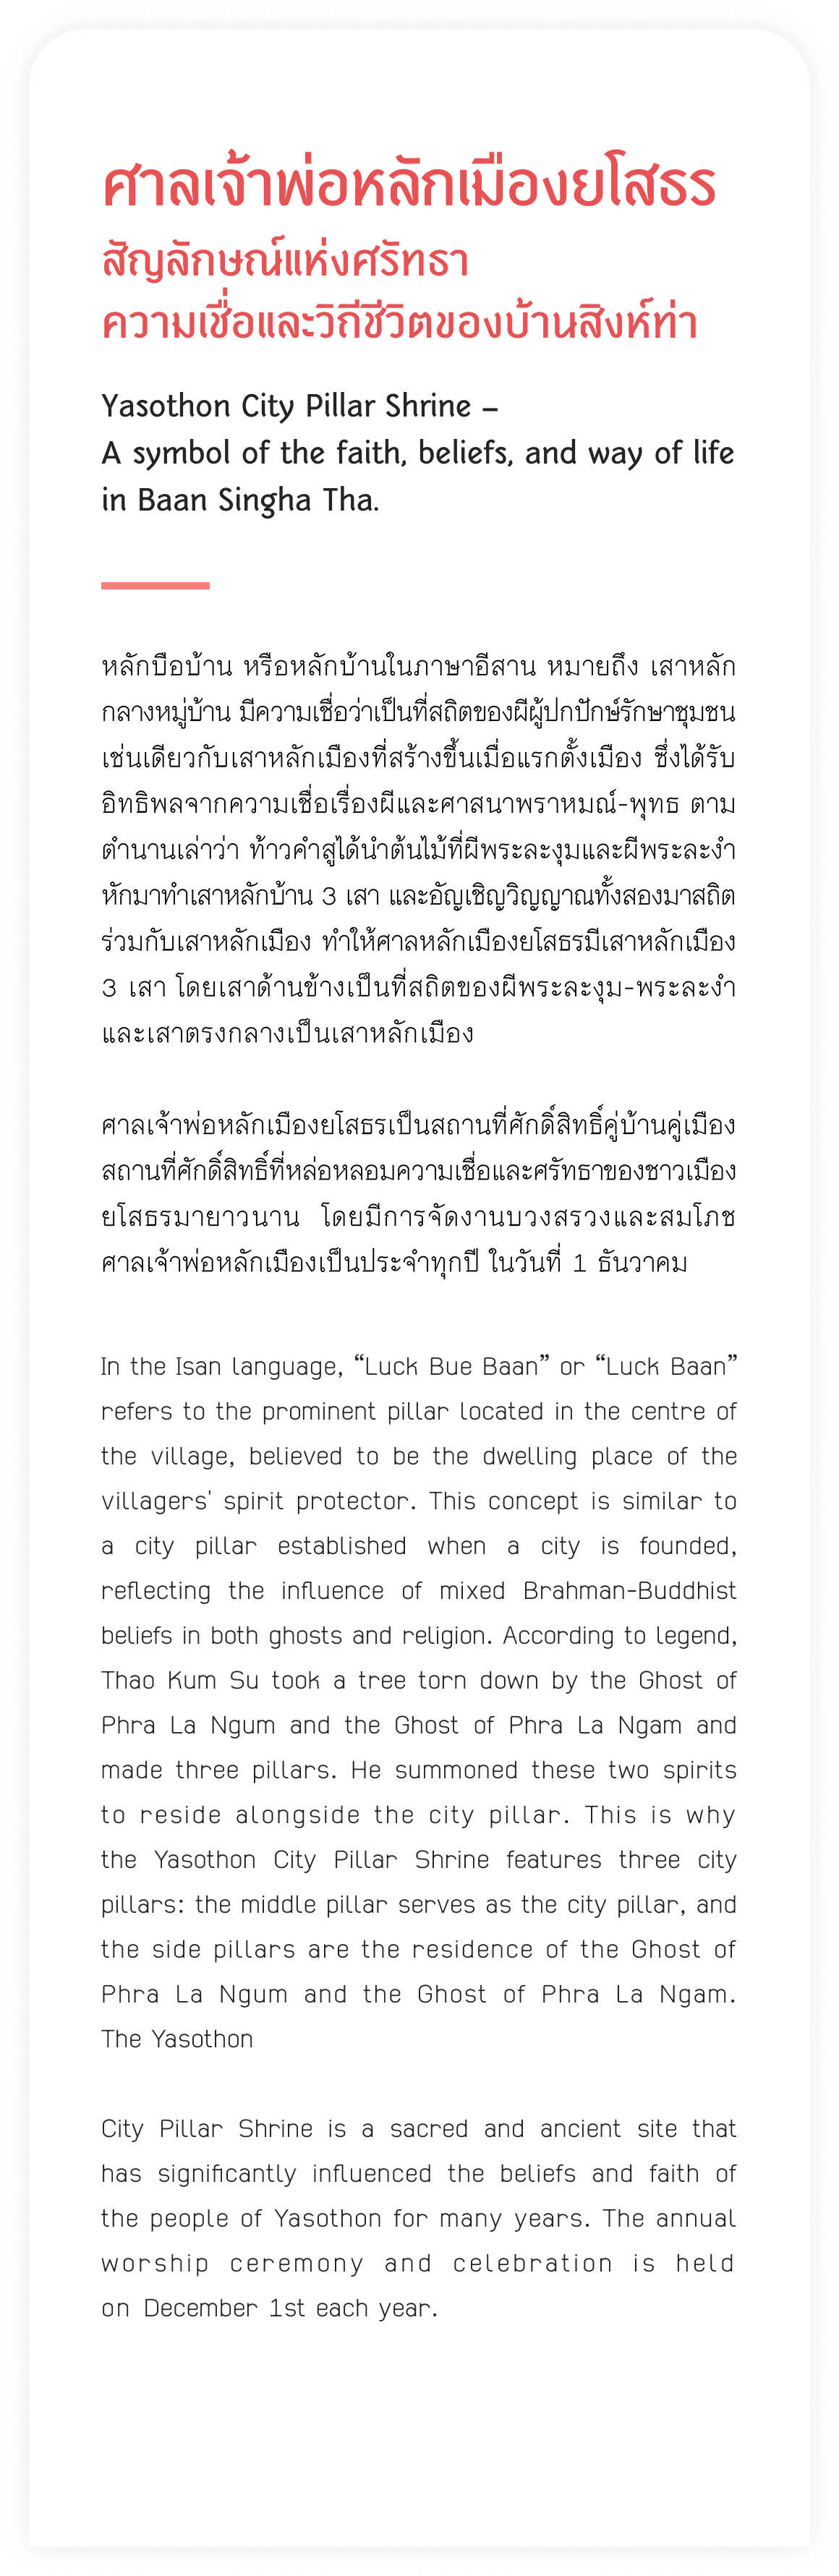 ศาลเจ้าพ่อหลักเมืองยโสธร
สัญลักษณ์แห่งศรัทธา
ความเชื่อและวิถีชีวิตของบ้านสิงห์ท่า
Yasothon City Pillar Shrine –
A symbol of the faith, beliefs, and way of life
in Baan Singha Tha.
หลักบือบ้าน หรือหลักบ้านในภาษาอีสาน หมายถึง เสาหลัก
กลางหมู่บ้าน มีความเชื่อว่าเป็นที่สถิตของผีผู้ปกปักษ์รักษาชุมชน
เช่นเดียวกับเสาหลักเมืองที่สร้างขึ้นเมื่อแรกตั้งเมือง ซึ่งได้รับ
อิทธิพลจากความเชื่อเรื่องผีและศาสนาพราหมณ์-พุทธ ตาม
ตำนานเล่าว่า ท้าวคำสูได้นำต้นไม้ที่ผีพระละงุมและผีพระละงำ
หักมาทำเสาหลักบ้าน 3 เสา และอัญเชิญวิญญาณทั้งสองมาสถิต
ร่วมกับเสาหลักเมือง ทำให้ศาลหลักเมืองยโสธรมีเสาหลักเมือง
3 เสา โดยเสาด้านข้างเป็นที่สถิตของผีพระละงุม-พระละงำ
และเสาตรงกลางเป็นเสาหลักเมือง
ศาลเจ้าพ่อหลักเมืองยโสธรเป็นสถานที่ศักดิ์สิทธิ์คู่บ้านคู่เมือง
สถานที่ศักดิ์สิทธิ์ที่หล่อหลอมความเชื่อและศรัทธาของชาวเมือง
ยโสธรมายาวนาน โดยมีการจัดงานบวงสรวงและสมโภช
ศาลเจ้าพ่อหลักเมืองเป็นประจำทุกปี ในวันที่ 1 ธันวาคม
In the Isan language, “Luck Bue Baan” or “Luck Baan”
refers to the prominent pillar located in the centre of
the village, believed to be the dwelling place of the
villagers' spirit protector. This concept is similar to
a city pillar established when a city is founded,
reflecting the influence of mixed Brahman-Buddhist
beliefs in both ghosts and religion. According to legend,
Thao Kum Su took a tree torn down by the Ghost of
Phra La Ngum and the Ghost of Phra La Ngam and
made three pillars. He summoned these two spirits
to reside alongside the city pillar. This is why
the Yasothon City Pillar Shrine features three city
pillars: the middle pillar serves as the city pillar, and
the side pillars are the residence of the Ghost of
Phra La Ngum and the Ghost of Phra La Ngam.
The Yasothon
City Pillar Shrine is a sacred and ancient site that
has significantly influenced the beliefs and faith of
the people of Yasothon for many years. The annual
worship ceremony and celebration is held
on December 1st each year.